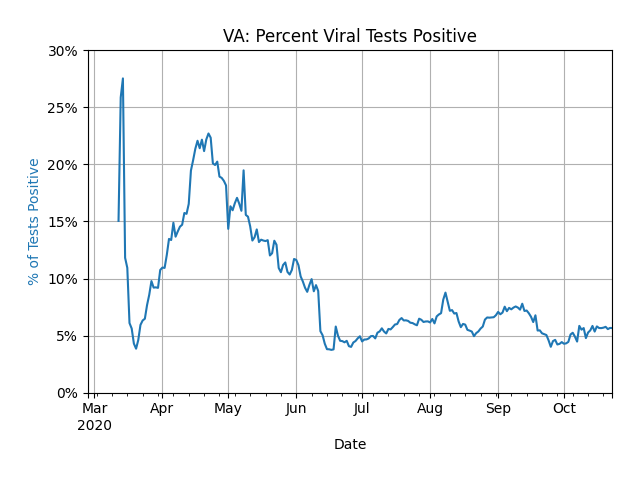 VA: Percent Viral Tests Positive
30%
25%
20%
15%
10%
5%
0%
% of Tests Positive
Mar Apr May Jun Jul Aug Sep Oct
2020
Date